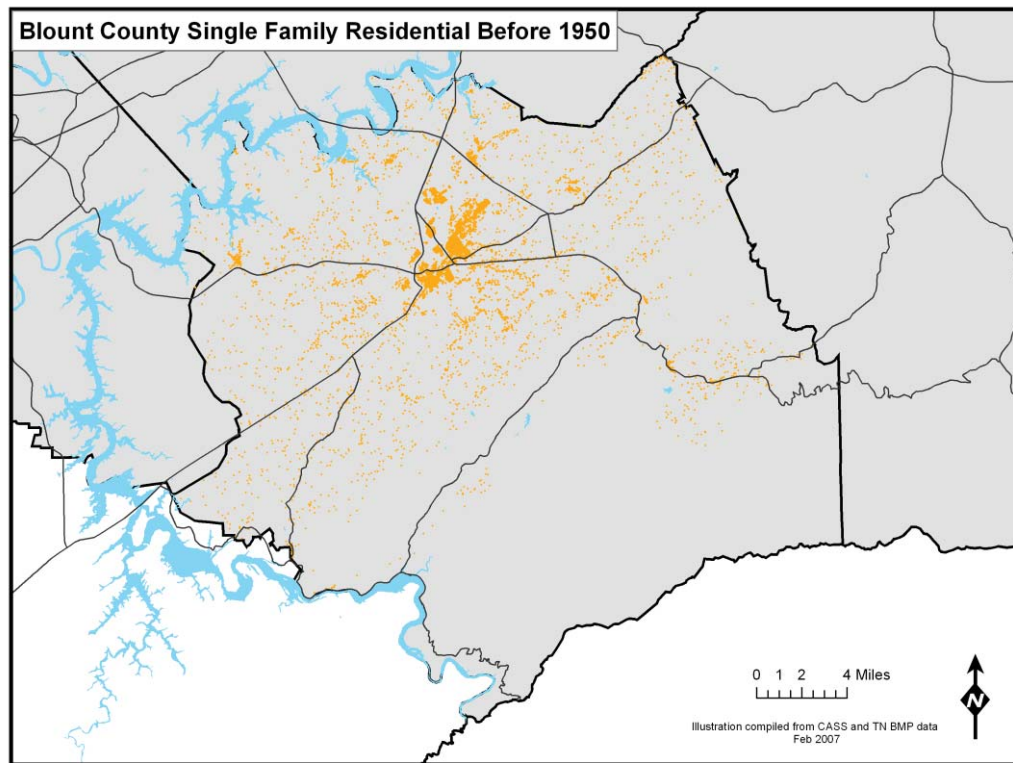 Blount County Single Family Residential Before 1950
0 1 2 4 Miles
N
Illustration compiled from CASS and TN BMP data
Feb 2007